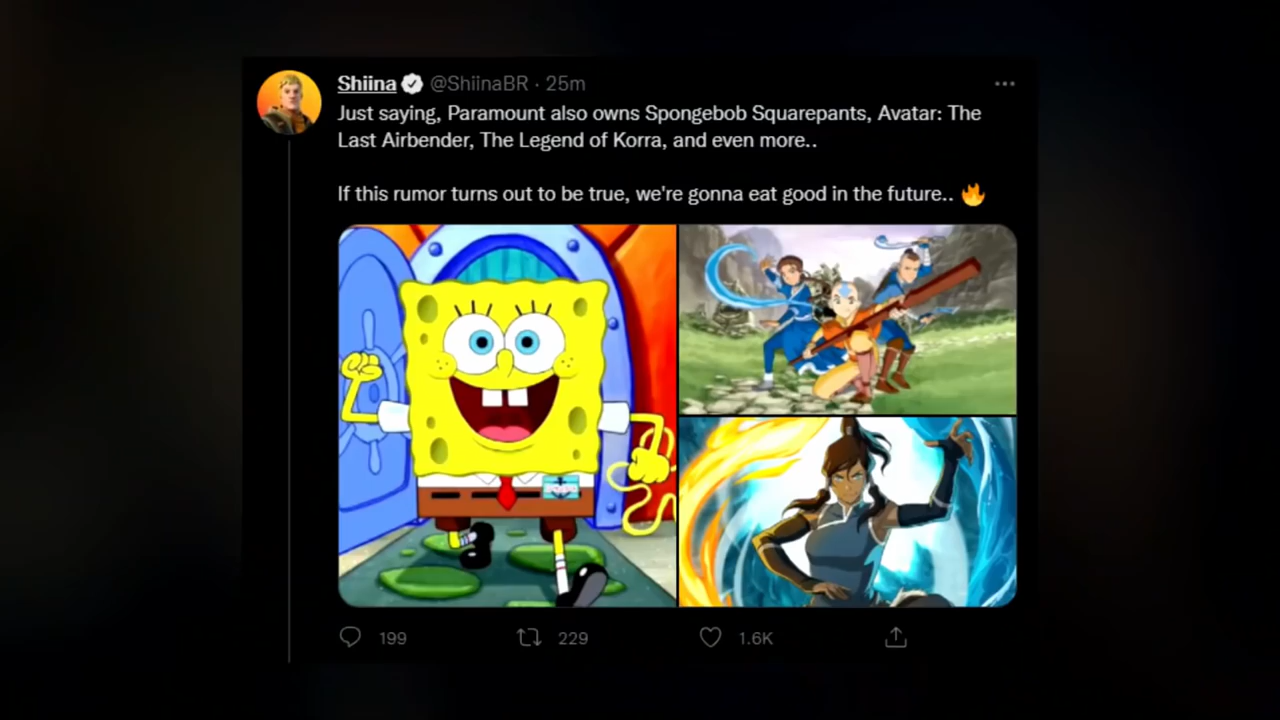 Shiina @ShiinaBR · 25m
Just saying, Paramount also owns Spongebob Squarepants, Avatar: The
Last Airbender, The Legend of Korra, and even more..
If this rumor turns out to be true, we're gonna eat good in the future.. 🔥
199 229 1.6K